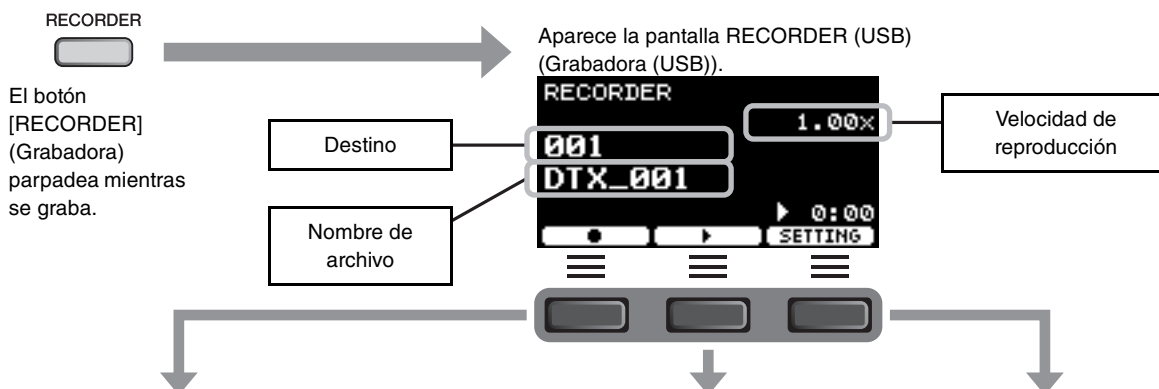 RECORDER
El botón
[RECORDER]
(Grabadora)
parpadea mientras
se graba.
Aparece la pantalla RECORDER (USB)
(Grabadora (USB)).
RECORDER
1.00x
001
DTX_001
0:00
SETTING
Destino
Nombre de
archivo
Velocidad de
reproducción